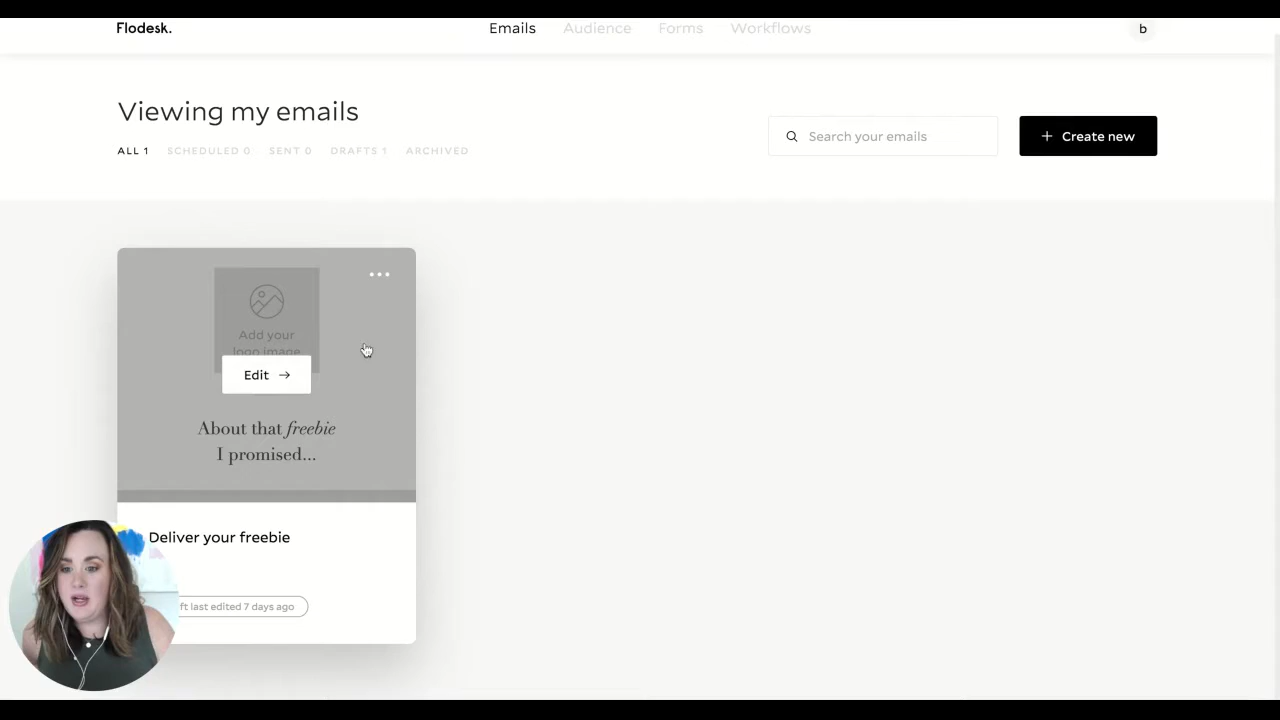 Flodesk.
Emails Audience Forms Workflows
b
Viewing my emails
ALL 1 SCHEDULED 0 SENT 0 DRAFTS 1 ARCHIVED
Search your emails
+ Create new
Add your
logo image
Edit →
About that freebie
I promised...
Deliver your freebie
ft last edited 7 days ago